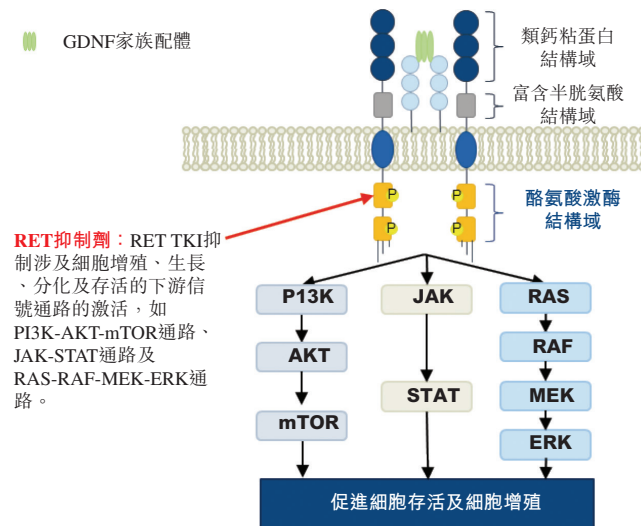 GDNF家族配體
類鈣粘蛋白
結構域
富含半胱氨酸
結構域
P
P
P
P
酪氨酸激酶
結構域
RET抑制劑：RET TKI抑
制涉及細胞增殖、生長
、分化及存活的下游信
號通路的激活，如
PI3K-AKT-mTOR通路、
JAK-STAT通路及
RAS-RAF-MEK-ERK通
路。
P13K
JAK
RAS
AKT
RAF
STAT
MEK
mTOR
ERK
促進細胞存活及細胞增殖